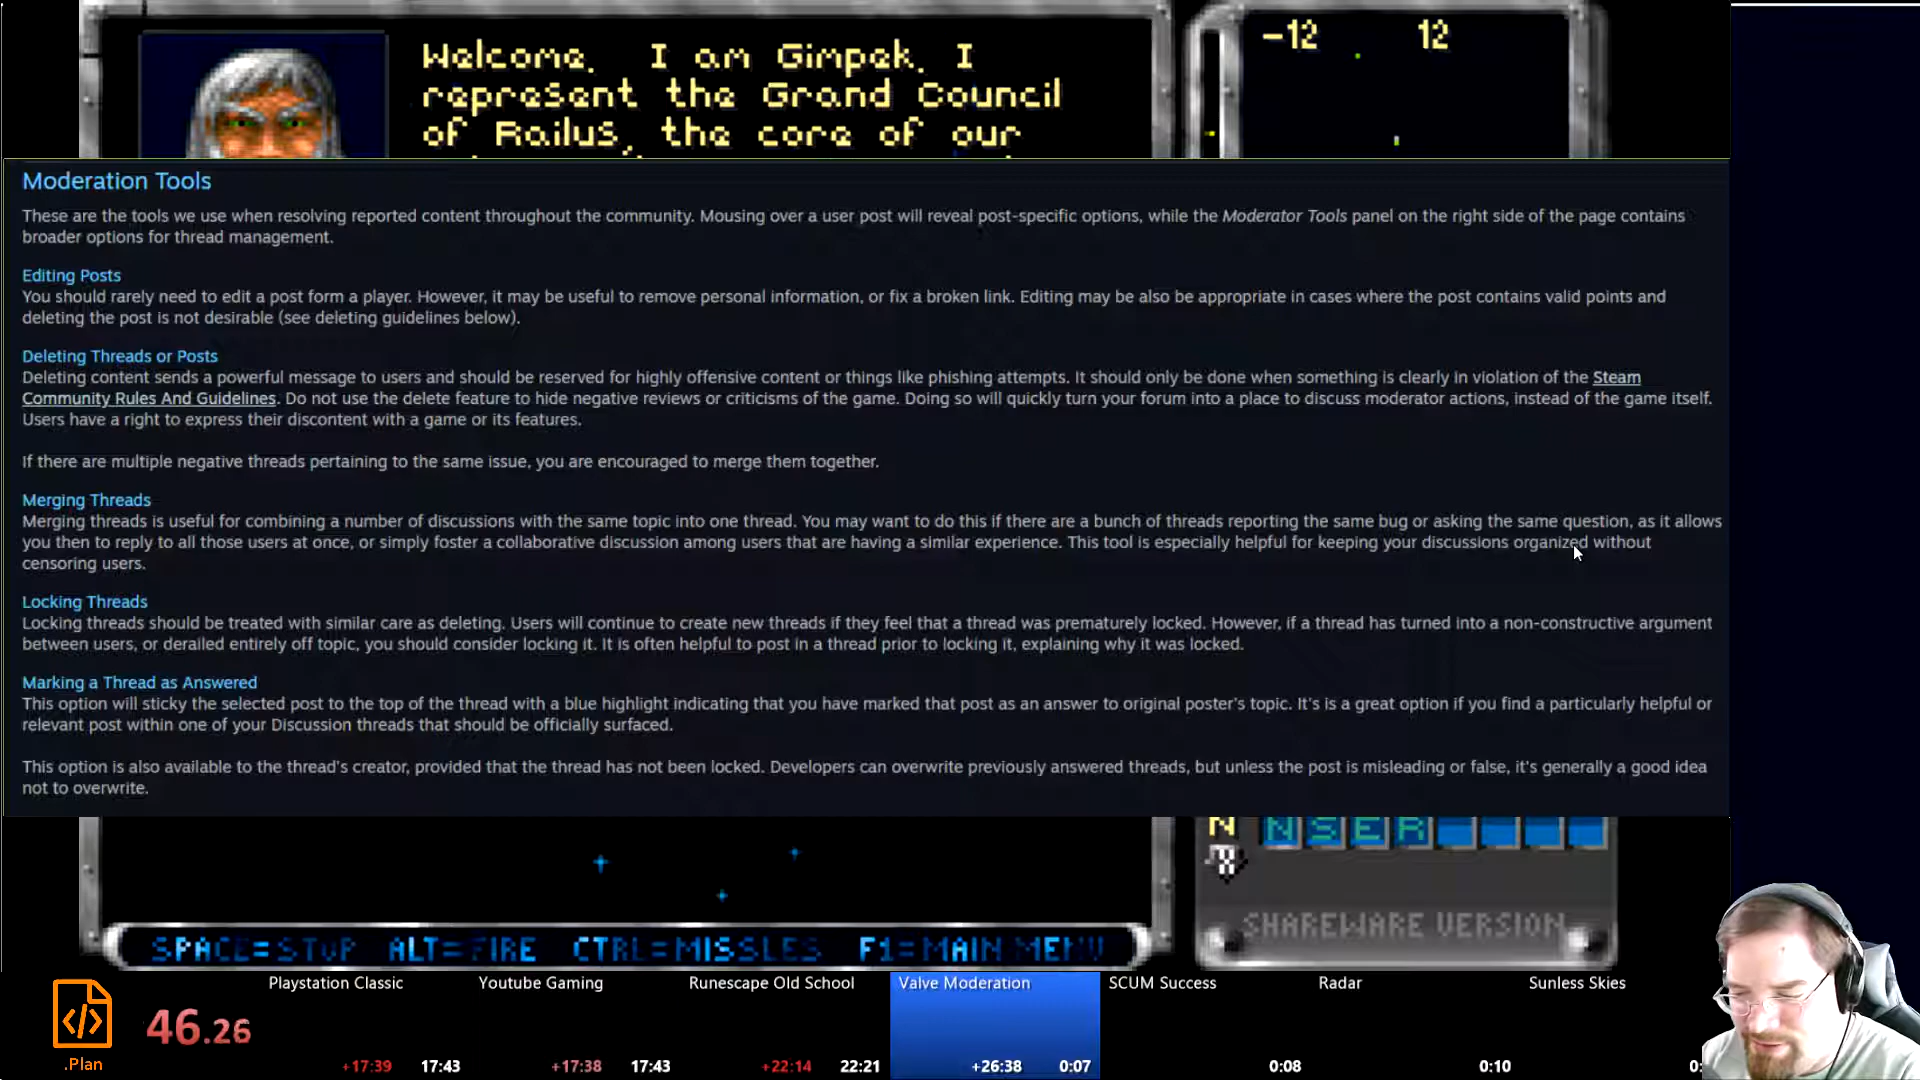 Welcome. I am Gimpek. I
represent the Grand Council
of Railus, the core of our
-12 12
Moderation Tools
These are the tools we use when resolving reported content throughout the community. Mousing over a user post will reveal post-specific options, while the Moderator Tools panel on the right side of the page contains
broader options for thread management.
Editing Posts
You should rarely need to edit a post form a player. However, it may be useful to remove personal information, or fix a broken link. Editing may be also be appropriate in cases where the post contains valid points and
deleting the post is not desirable (see deleting guidelines below).
Deleting Threads or Posts
Deleting content sends a powerful message to users and should be reserved for highly offensive content or things like phishing attempts. It should only be done when something is clearly in violation of the Steam
Community Rules And Guidelines. Do not use the delete feature to hide negative reviews or criticisms of the game. Doing so will quickly turn your forum into a place to discuss moderator actions, instead of the game itself.
Users have a right to express their discontent with a game or its features.
If there are multiple negative threads pertaining to the same issue, you are encouraged to merge them together.
Merging Threads
Merging threads is useful for combining a number of discussions with the same topic into one thread. You may want to do this if there are a bunch of threads reporting the same bug or asking the same question, as it allows
you then to reply to all those users at once, or simply foster a collaborative discussion among users that are having a similar experience. This tool is especially helpful for keeping your discussions organized without
censoring users.
Locking Threads
Locking threads should be treated with similar care as deleting. Users will continue to create new threads if they feel that a thread was prematurely locked. However, if a thread has turned into a non-constructive argument
between users, or derailed entirely off topic, you should consider locking it. It is often helpful to post in a thread prior to locking it, explaining why it was locked.
Marking a Thread as Answered
This option will sticky the selected post to the top of the thread with a blue highlight indicating that you have marked that post as an answer to original poster's topic. It's is a great option if you find a particularly helpful or
relevant post within one of your Discussion threads that should be officially surfaced.
This option is also available to the thread's creator, provided that the thread has not been locked. Developers can overwrite previously answered threads, but unless the post is misleading or false, it's generally a good idea
not to overwrite.
N NSER
SHAREWARE VERSION
SPACE=STOP ALT=FIRE CTRL=MISSLES F1=MAIN MENU
Playstation Classic Youtube Gaming Runescape Old School Valve Moderation SCUM Success Radar Sunless Skies
46.26
.Plan
+17:39 17:43 +17:38 17:43 +22:14 22:21 +26:38 0:07 0:08 0:10